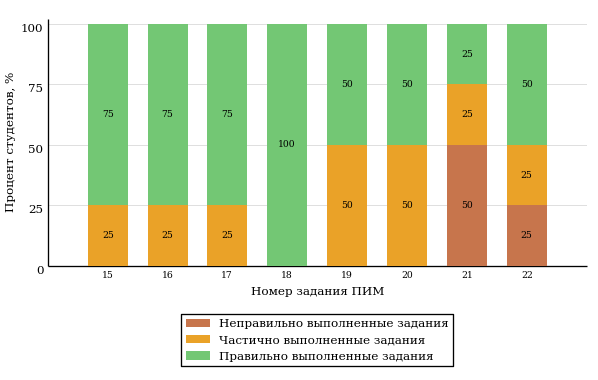 100
75
50
25
0
Процент студентов, %
75 75 75 100 50 50 25 50
25 25 25 50 50 25 25
50 25
15 16 17 18 19 20 21 22
Номер задания ПИМ
Неправильно выполненные задания
Частично выполненные задания
Правильно выполненные задания